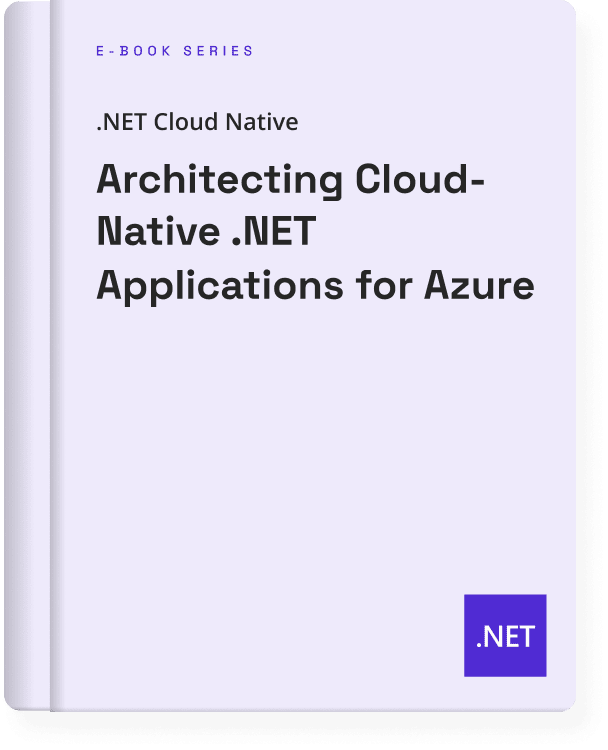 E-BOOK SERIES
.NET Cloud Native
Architecting Cloud-
Native .NET
Applications for Azure
.NET